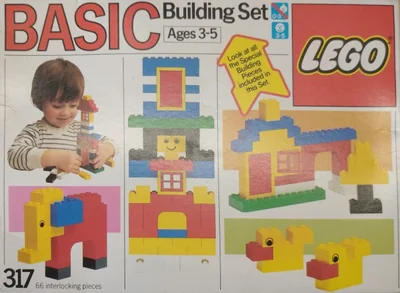 BASIC
Building Set
Ages 3-5
LEGO
Look at all
the Special
Building
Pieces
included in
this Set.
317
66 interlocking pieces